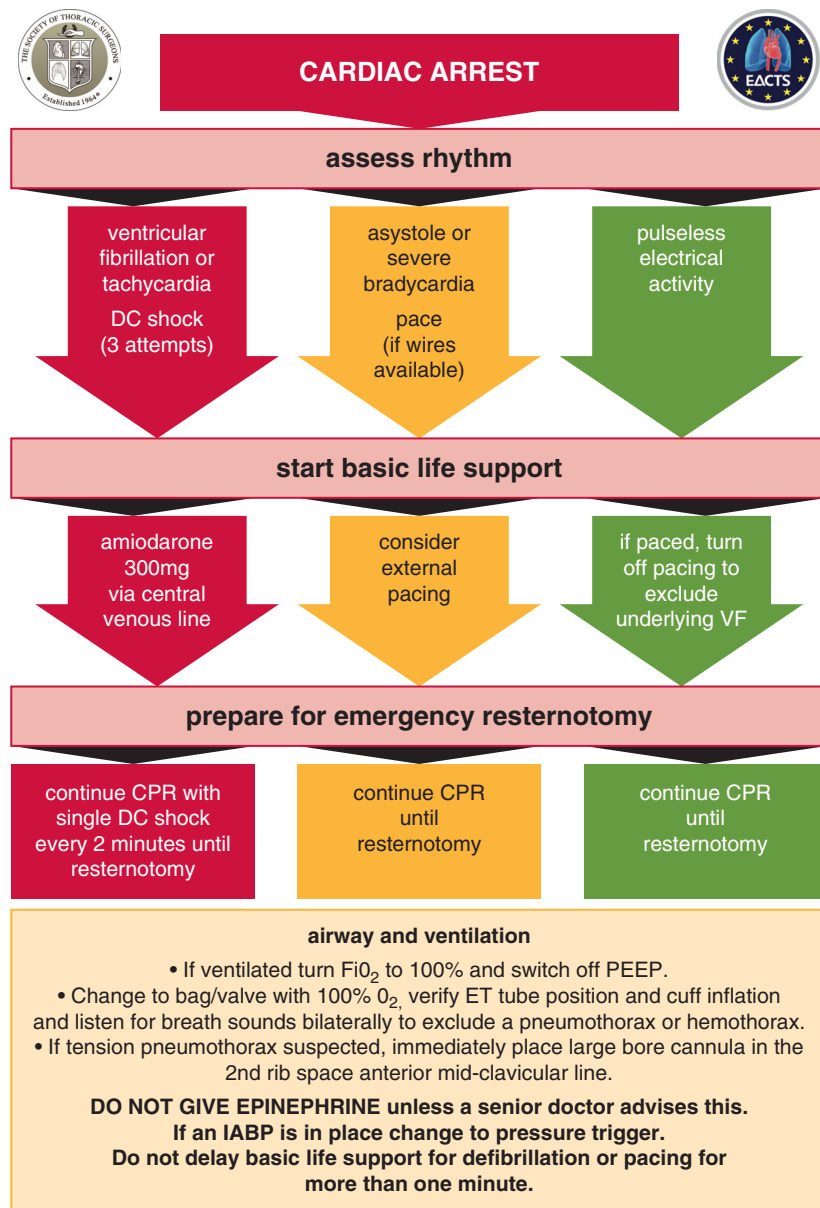 THE SOCIETY OF THORACIC SURGEONS
Established 1964®
CARDIAC ARREST
EACTS
assess rhythm
ventricular
fibrillation or
tachycardia
DC shock
(3 attempts)
asystole or
severe
bradycardia
pace
(if wires
available)
pulseless
electrical
activity
start basic life support
amiodarone
300mg
via central
venous line
consider
external
pacing
if paced, turn
off pacing to
exclude
underlying VF
prepare for emergency resternotomy
continue CPR with
single DC shock
every 2 minutes until
resternotomy
continue CPR
until
resternotomy
continue CPR
until
resternotomy
airway and ventilation
• If ventilated turn Fi0₂ to 100% and switch off PEEP.
• Change to bag/valve with 100% 0₂, verify ET tube position and cuff inflation
and listen for breath sounds bilaterally to exclude a pneumothorax or hemothorax.
• If tension pneumothorax suspected, immediately place large bore cannula in the
2nd rib space anterior mid-clavicular line.
DO NOT GIVE EPINEPHRINE unless a senior doctor advises this.
If an IABP is in place change to pressure trigger.
Do not delay basic life support for defibrillation or pacing for
more than one minute.